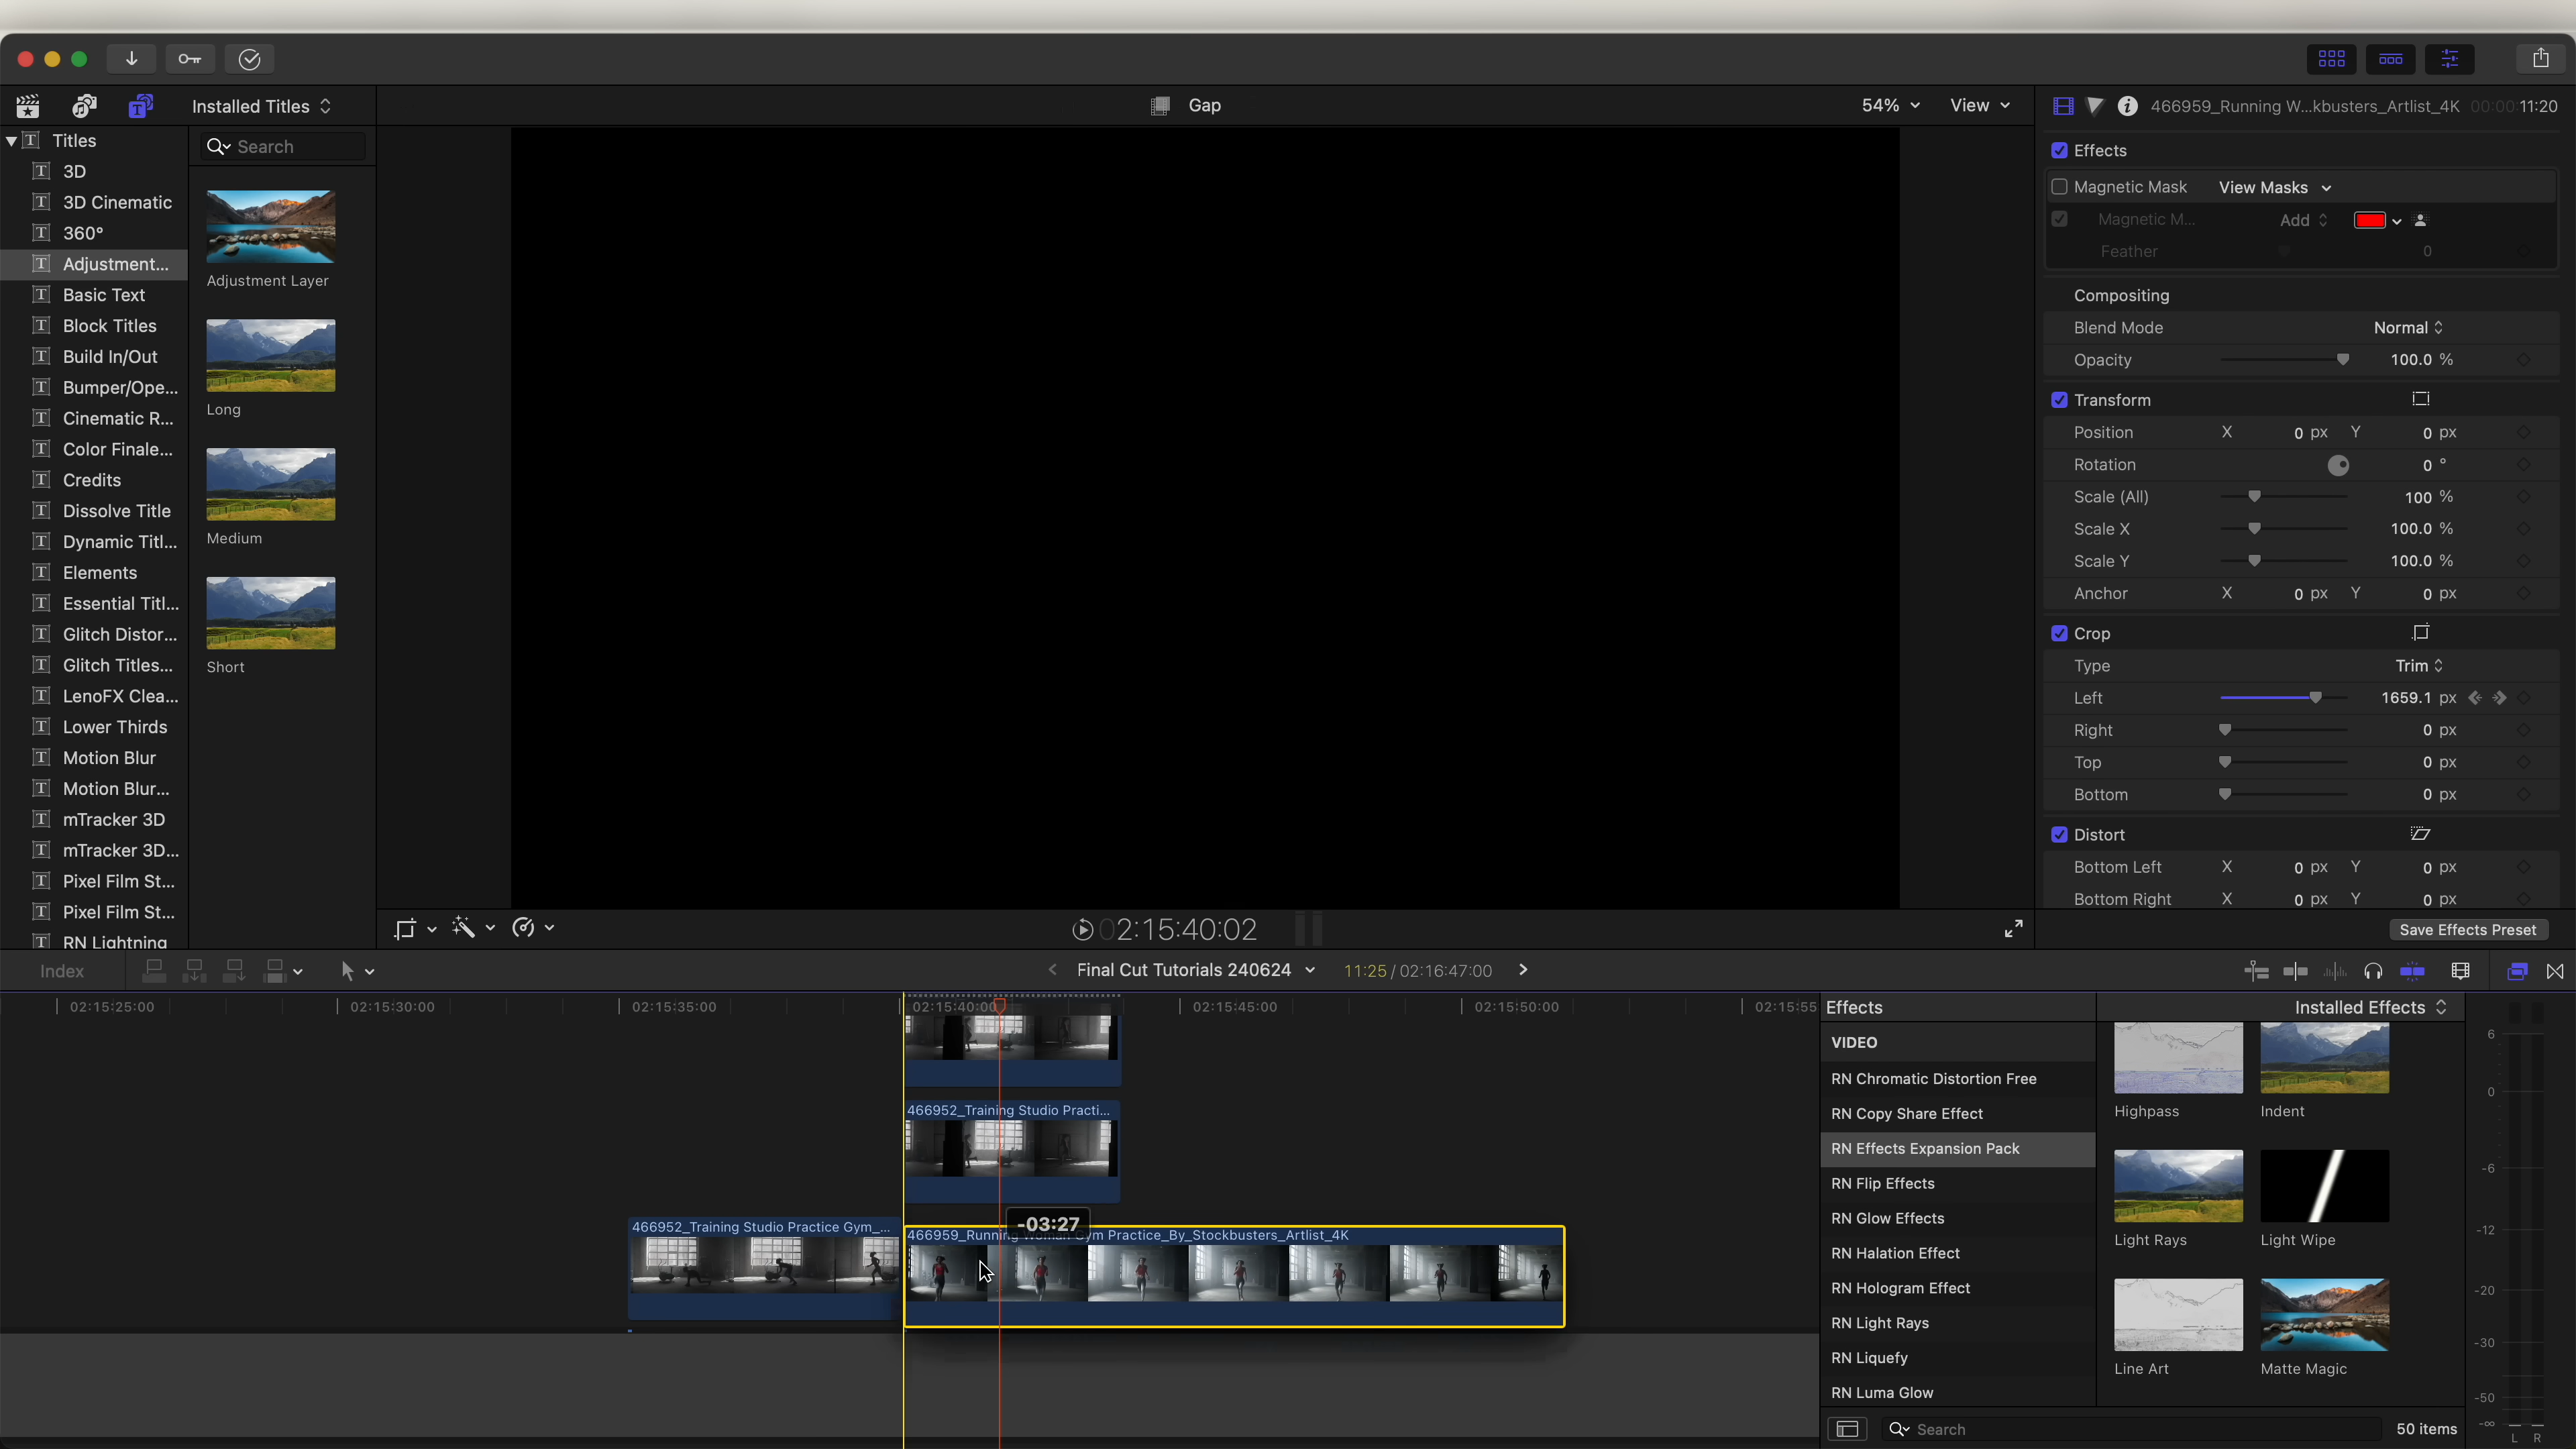 Installed Titles
Gap
54%
View
466959_Running W...kbusters_Artlist_4K
00:00:11:20
Titles
Search
3D
3D Cinematic
360°
Adjustment...
Basic Text
Block Titles
Build In/Out
Bumper/Ope...
Cinematic R...
Color Finale...
Credits
Dissolve Title
Dynamic Titl...
Elements
Essential Titl...
Glitch Distor...
Glitch Titles...
LenoFX Clea...
Lower Thirds
Motion Blur
Motion Blur...
mTracker 3D
mTracker 3D...
Pixel Film St...
Pixel Film St...
RN Lightning
Adjustment Layer
Long
Medium
Short
Effects
Magnetic Mask View Masks
Magnetic M... Add
Feather 0
Compositing
Blend Mode Normal
Opacity 100.0 %
Transform
Position X 0 px Y 0 px
Rotation 0 °
Scale (All) 100 %
Scale X 100.0 %
Scale Y 100.0 %
Anchor X 0 px Y 0 px
Crop
Type Trim
Left 1659.1 px
Right 0 px
Top 0 px
Bottom 0 px
Distort
Bottom Left X 0 px Y 0 px
Bottom Right X 0 px Y 0 px
Save Effects Preset
02:15:40:02
Index
Final Cut Tutorials 240624
11:25 / 02:16:47:00
02:15:25:00
02:15:30:00
02:15:35:00
02:15:40:00
02:15:45:00
02:15:50:00
02:15:55
466952_Training Studio Practi...
466952_Training Studio Practice Gym_...
-03:27
466959_Running Woman Gym Practice_By_Stockbusters_Artlist_4K
Effects
Installed Effects
VIDEO
RN Chromatic Distortion Free
RN Copy Share Effect
RN Effects Expansion Pack
RN Flip Effects
RN Glow Effects
RN Halation Effect
RN Hologram Effect
RN Light Rays
RN Liquefy
RN Luma Glow
Highpass
Indent
Light Rays
Light Wipe
Line Art
Matte Magic
Search
50 items
6
0
-6
-12
-20
-30
-50
-∞
L R